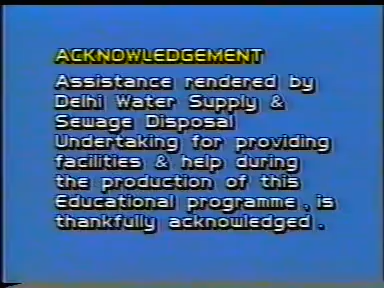 ACKNOWLEDGEMENT
Assistance rendered by
Delhi Water Supply &
Sewage Disposal
Undertaking for providing
facilities & help during
the production of this
Educational programme, is
thankfully acknowledged.